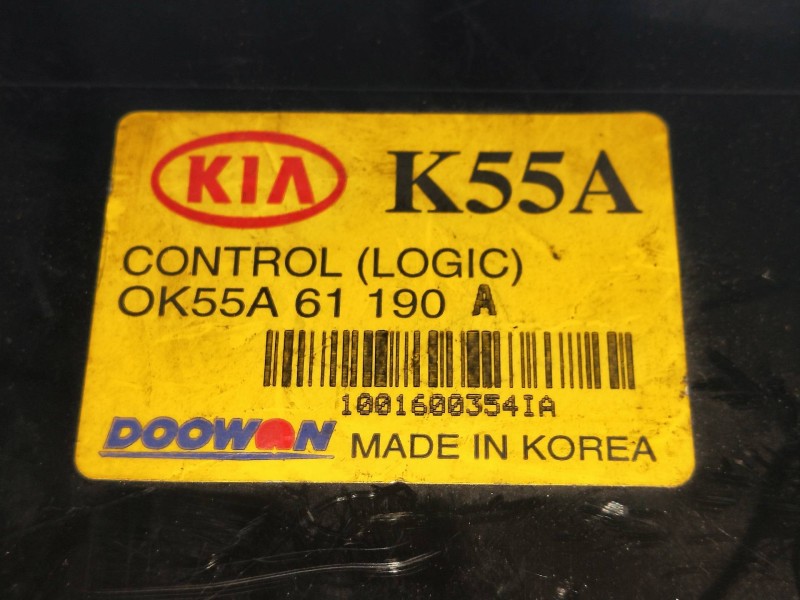 KIA K55A
CONTROL (LOGIC)
OK55A 61 190 A
1001600354IA
DOOWON MADE IN KOREA